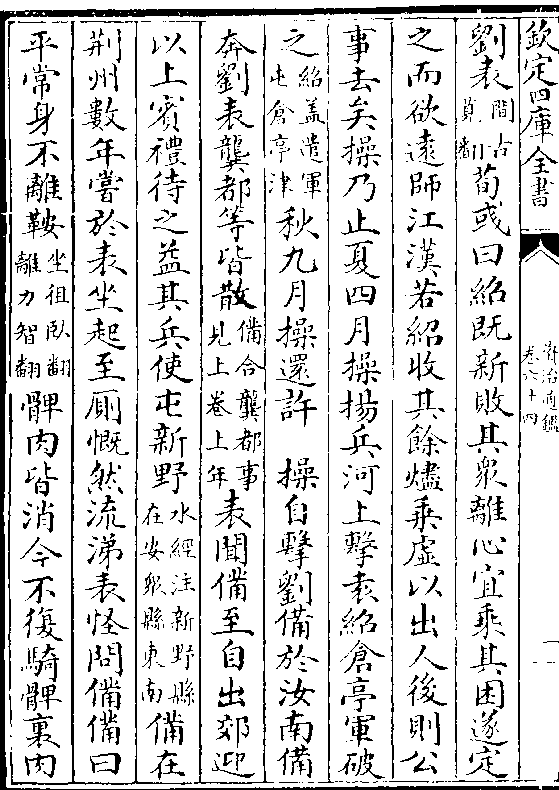 欽定四庫全書
資治通鑑
卷六十四
劉表間古莧翻荀彧曰紹既新敗其衆離心宜乘其困遂定
之而欲遠師江漢若紹收其餘燼乘虛以出人後則公
事去矣操乃止夏四月操揚兵河上擊袁紹倉亭軍破
之紹蓋遣軍屯倉亭津秋九月操還許　操自擊劉備於汝南備
奔劉表龔都等皆散備合龔都事見上卷上年表聞備至自出郊迎
以上賓禮待之益其兵使屯新野水經注新野縣在安衆縣東南備在
荆州數年嘗於表坐起至厠慨然流涕表怪問備備曰
平常身不離鞍坐徂臥翻離力智翻髀肉皆消今不復騎髀裏肉